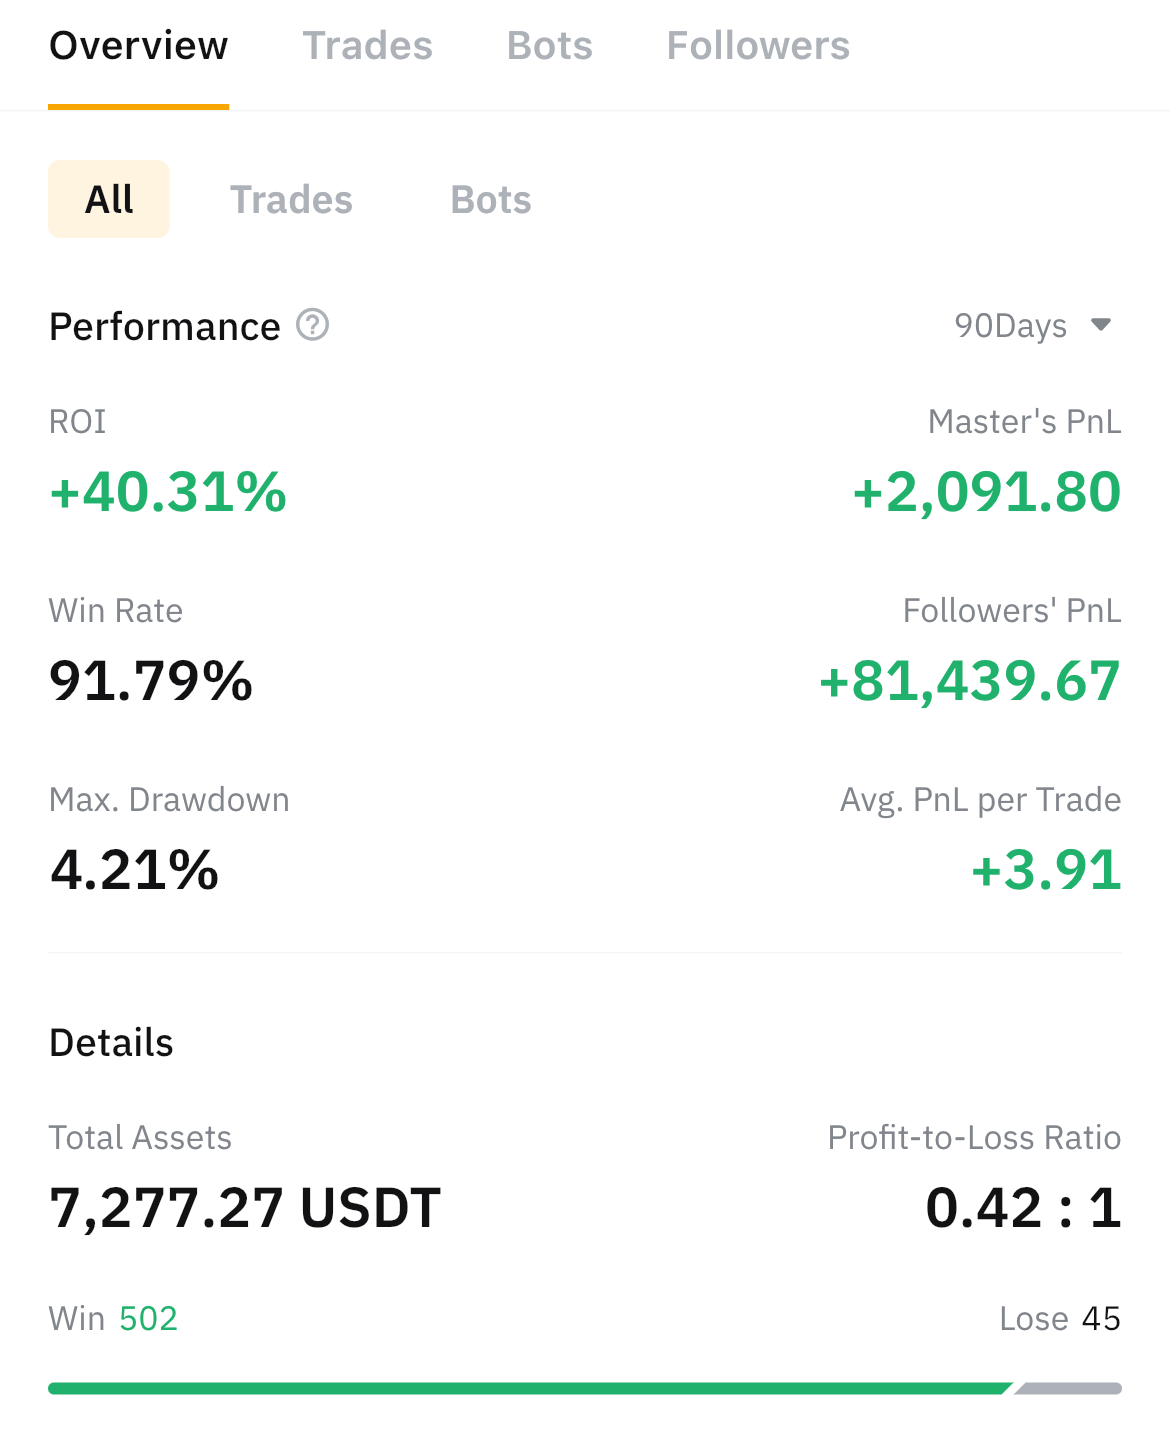 Overview Trades Bots Followers
All Trades Bots
Performance ? 90Days
ROI Master's PnL
+40.31% +2,091.80
Win Rate Followers' PnL
91.79% +81,439.67
Max. Drawdown Avg. PnL per Trade
4.21% +3.91
Details
Total Assets Profit-to-Loss Ratio
7,277.27 USDT 0.42 : 1
Win 502 Lose 45